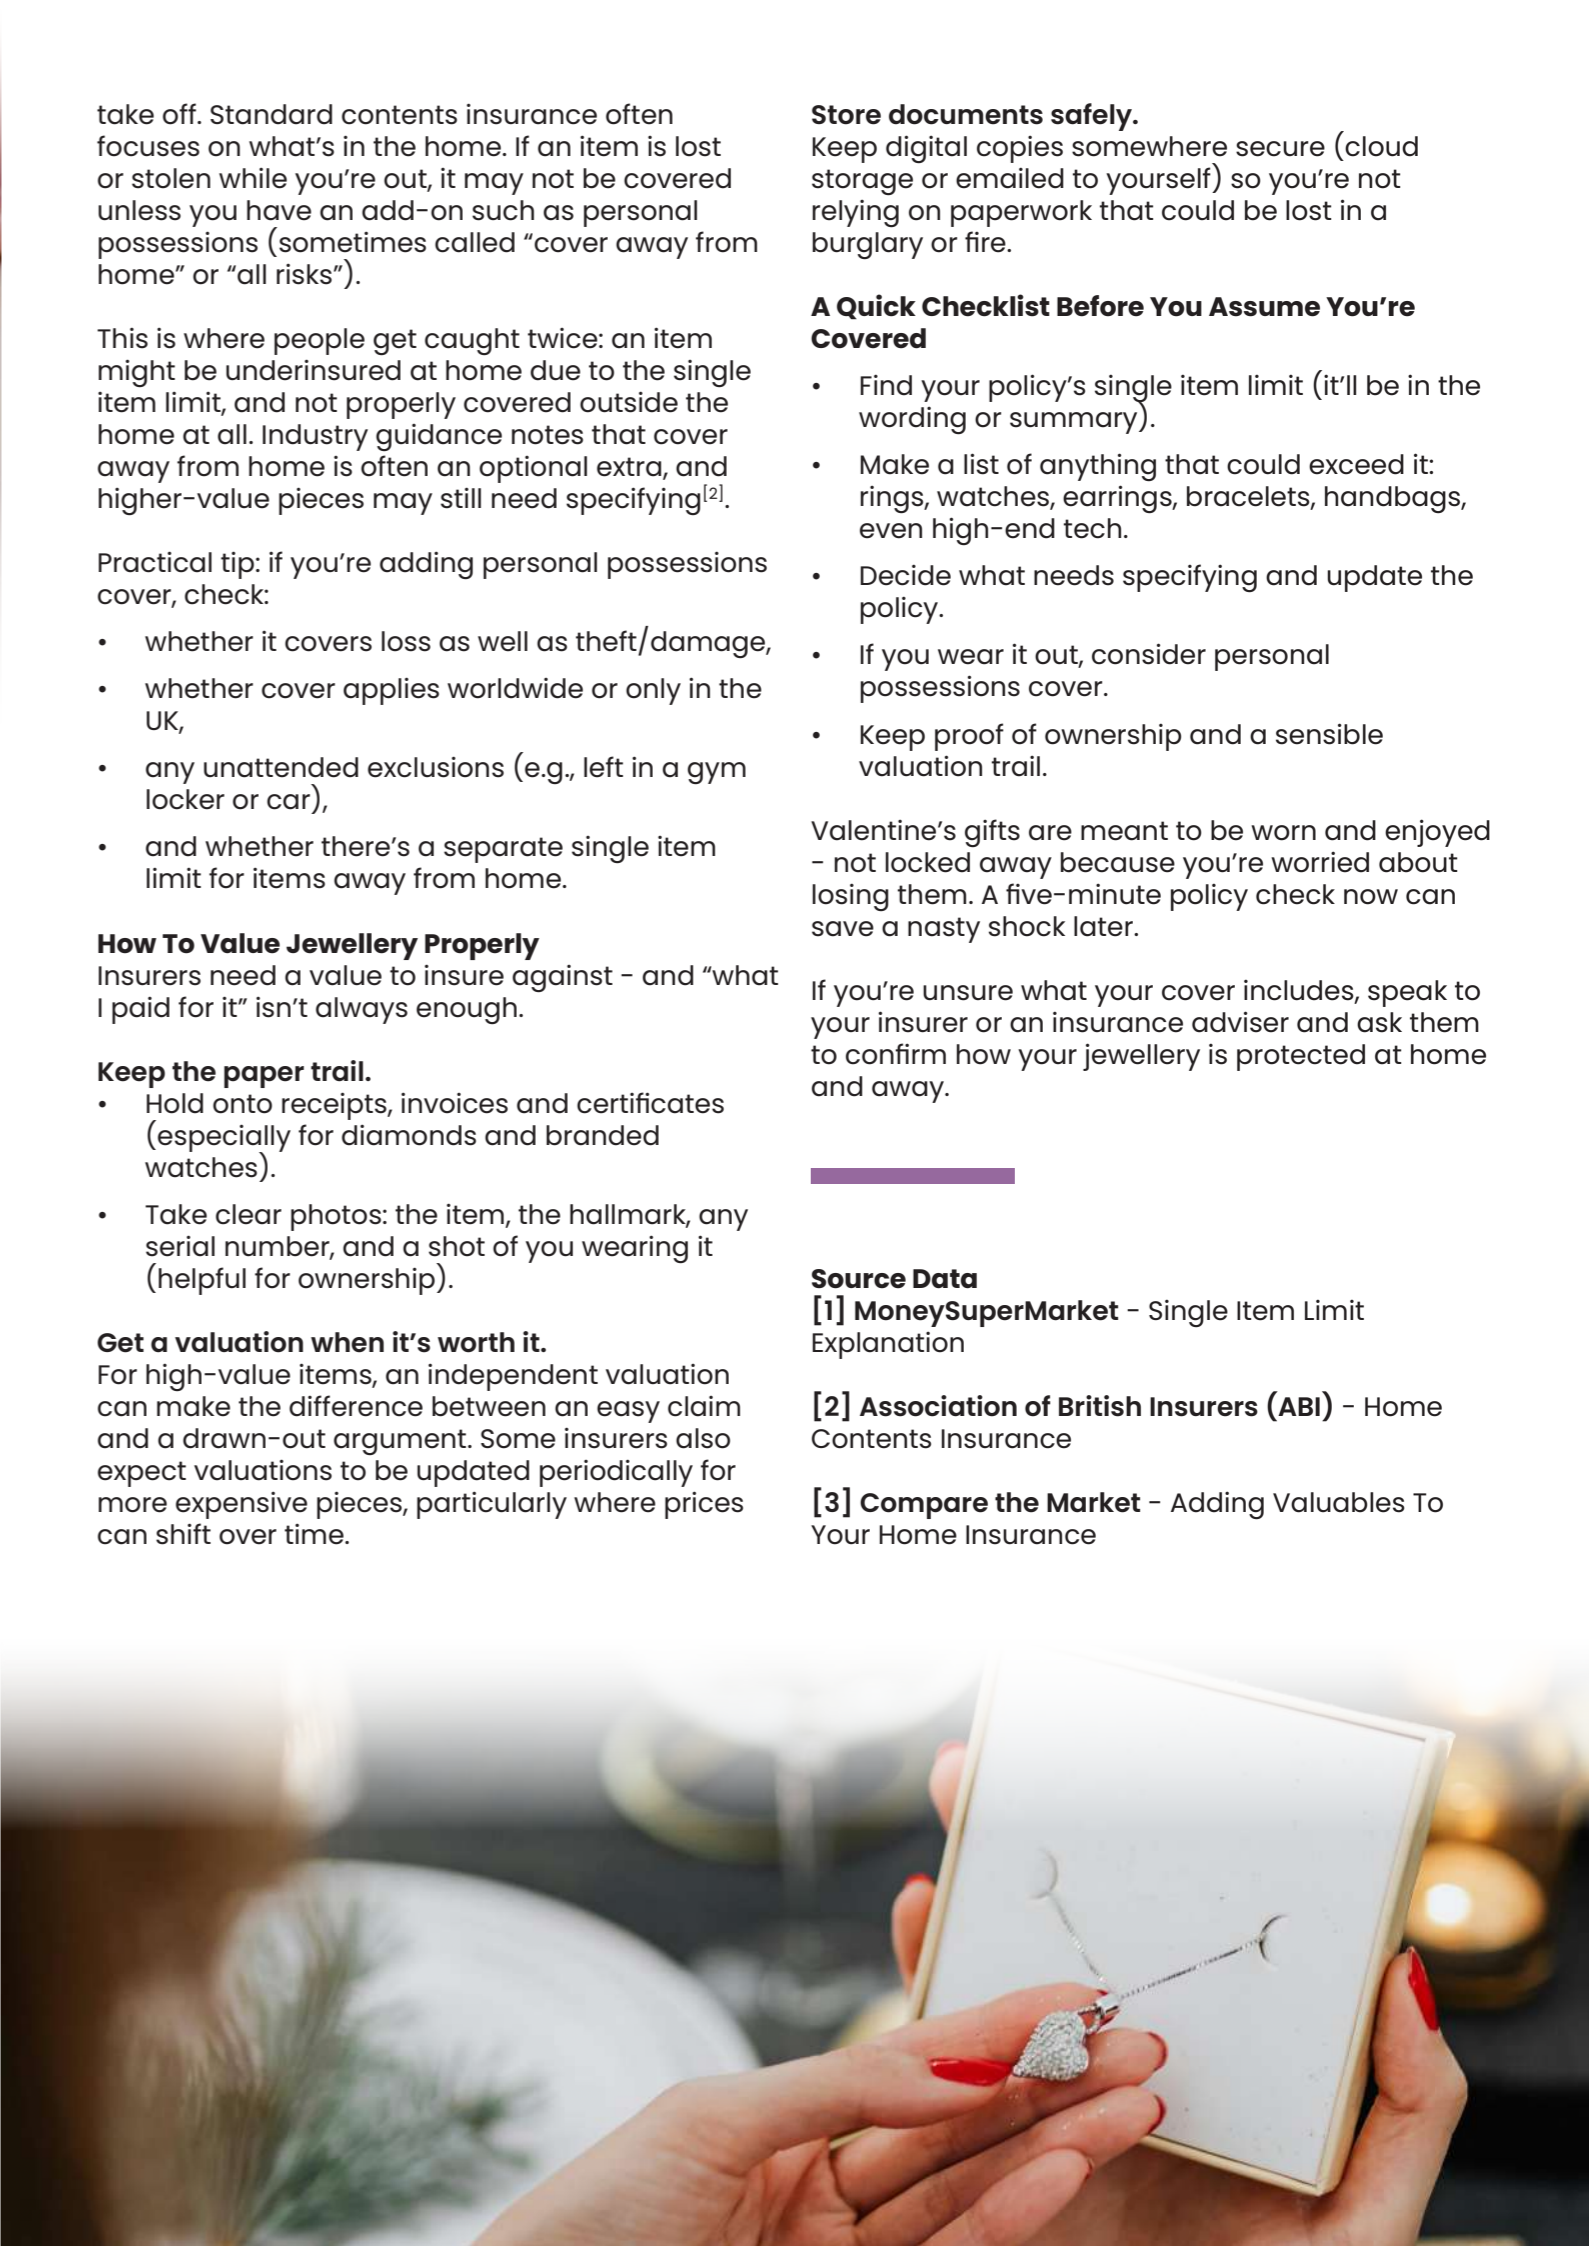 take off. Standard contents insurance often
focuses on what’s in the home. If an item is lost
or stolen while you’re out, it may not be covered
unless you have an add-on such as personal
possessions (sometimes called “cover away from
home” or “all risks”).
This is where people get caught twice: an item
might be underinsured at home due to the single
item limit, and not properly covered outside the
home at all. Industry guidance notes that cover
away from home is often an optional extra, and
higher-value pieces may still need specifying[2].
Practical tip: if you’re adding personal possessions
cover, check:
• whether it covers loss as well as theft/damage,
• whether cover applies worldwide or only in the
UK,
• any unattended exclusions (e.g., left in a gym
locker or car),
• and whether there’s a separate single item
limit for items away from home.
How To Value Jewellery Properly
Insurers need a value to insure against - and “what
I paid for it” isn’t always enough.
Keep the paper trail.
• Hold onto receipts, invoices and certificates
(especially for diamonds and branded
watches).
• Take clear photos: the item, the hallmark, any
serial number, and a shot of you wearing it
(helpful for ownership).
Get a valuation when it’s worth it.
For high-value items, an independent valuation
can make the difference between an easy claim
and a drawn-out argument. Some insurers also
expect valuations to be updated periodically for
more expensive pieces, particularly where prices
can shift over time.
Store documents safely.
Keep digital copies somewhere secure (cloud
storage or emailed to yourself) so you’re not
relying on paperwork that could be lost in a
burglary or fire.
A Quick Checklist Before You Assume You’re
Covered
• Find your policy’s single item limit (it’ll be in the
wording or summary).
• Make a list of anything that could exceed it:
rings, watches, earrings, bracelets, handbags,
even high-end tech.
• Decide what needs specifying and update the
policy.
• If you wear it out, consider personal
possessions cover.
• Keep proof of ownership and a sensible
valuation trail.
Valentine’s gifts are meant to be worn and enjoyed
- not locked away because you’re worried about
losing them. A five-minute policy check now can
save a nasty shock later.
If you’re unsure what your cover includes, speak to
your insurer or an insurance adviser and ask them
to confirm how your jewellery is protected at home
and away.
Source Data
[1] MoneySuperMarket - Single Item Limit
Explanation
[2] Association of British Insurers (ABI) - Home
Contents Insurance
[3] Compare the Market - Adding Valuables To
Your Home Insurance